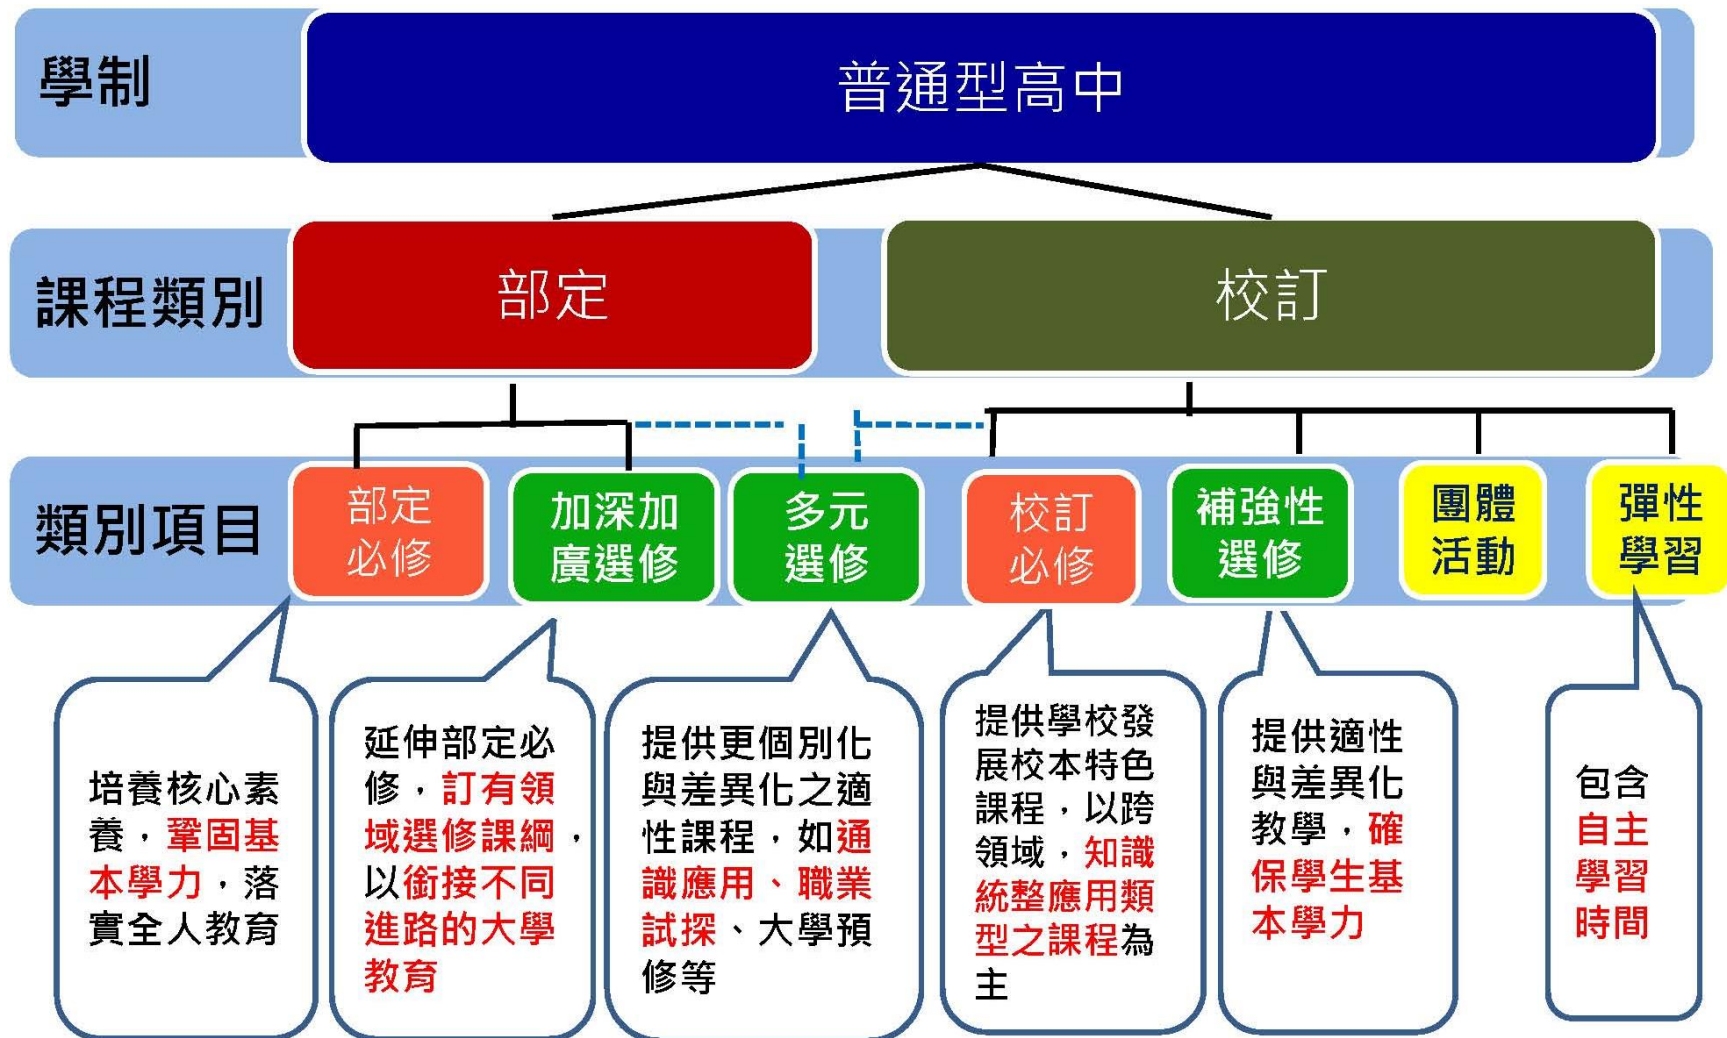 學制
普通型高中
課程類別
部定
校訂
類別項目
部定
必修
加深加
廣選修
多元
選修
校訂
必修
補強性
選修
團體
活動
彈性
學習
培養核心素
養，鞏固基
本學力，落
實全人教育
延伸部定必
修，訂有領
域選修課綱，
以銜接不同
進路的大學
教育
提供更個別化
與差異化之適
性課程，如通
識應用、職業
試探、大學預
修等
提供學校發
展校本特色
課程，以跨
領域，知識
統整應用類
型之課程為
主
提供適性
與差異化
教學，確
保學生基
本學力
包含
自主
學習
時間